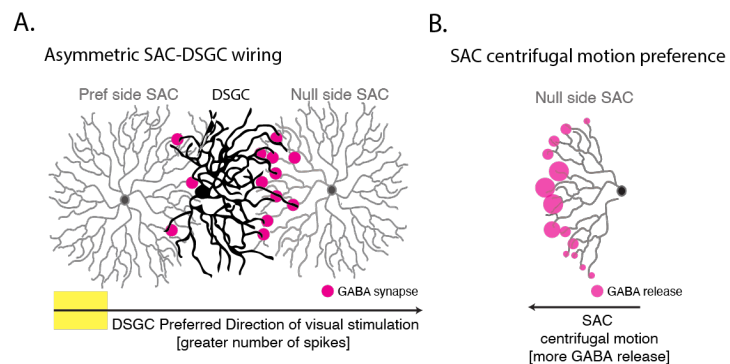 A.
Asymmetric SAC-DSGC wiring
Pref side SAC
DSGC
Null side SAC
GABA synapse
DSGC Preferred Direction of visual stimulation
[greater number of spikes]
B.
SAC centrifugal motion preference
Null side SAC
GABA release
SAC
centrifugal motion
[more GABA release]